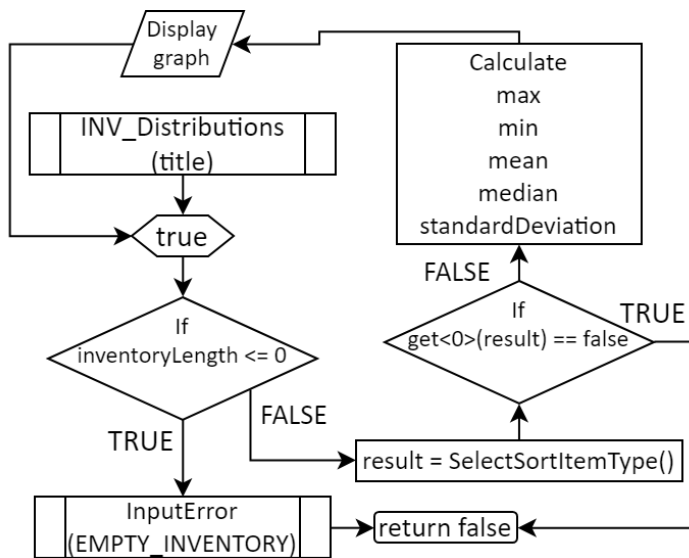 Display
graph
INV_Distributions
(title)
true
If
inventoryLength <= 0
TRUE
FALSE
InputError
(EMPTY_INVENTORY)
Calculate
max
min
mean
median
standardDeviation
FALSE
TRUE
If
get<0>(result) == false
result = SelectSortItemType()
return false